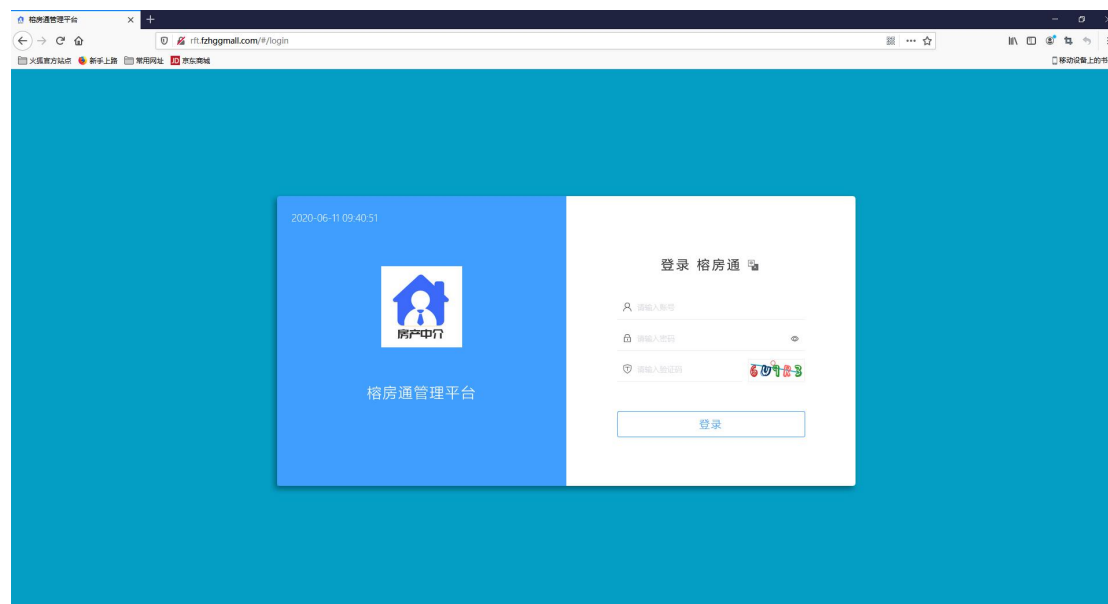 榕房通管理平台
rft.fzhggmall.com/#/login
火狐官方站点 新手上路 常用网址 JD 京东商城
移动设备上的书
2020-06-11 09:40:51
房产中介
榕房通管理平台
登录 榕房通
请输入账号
请输入密码
请输入验证码
登录